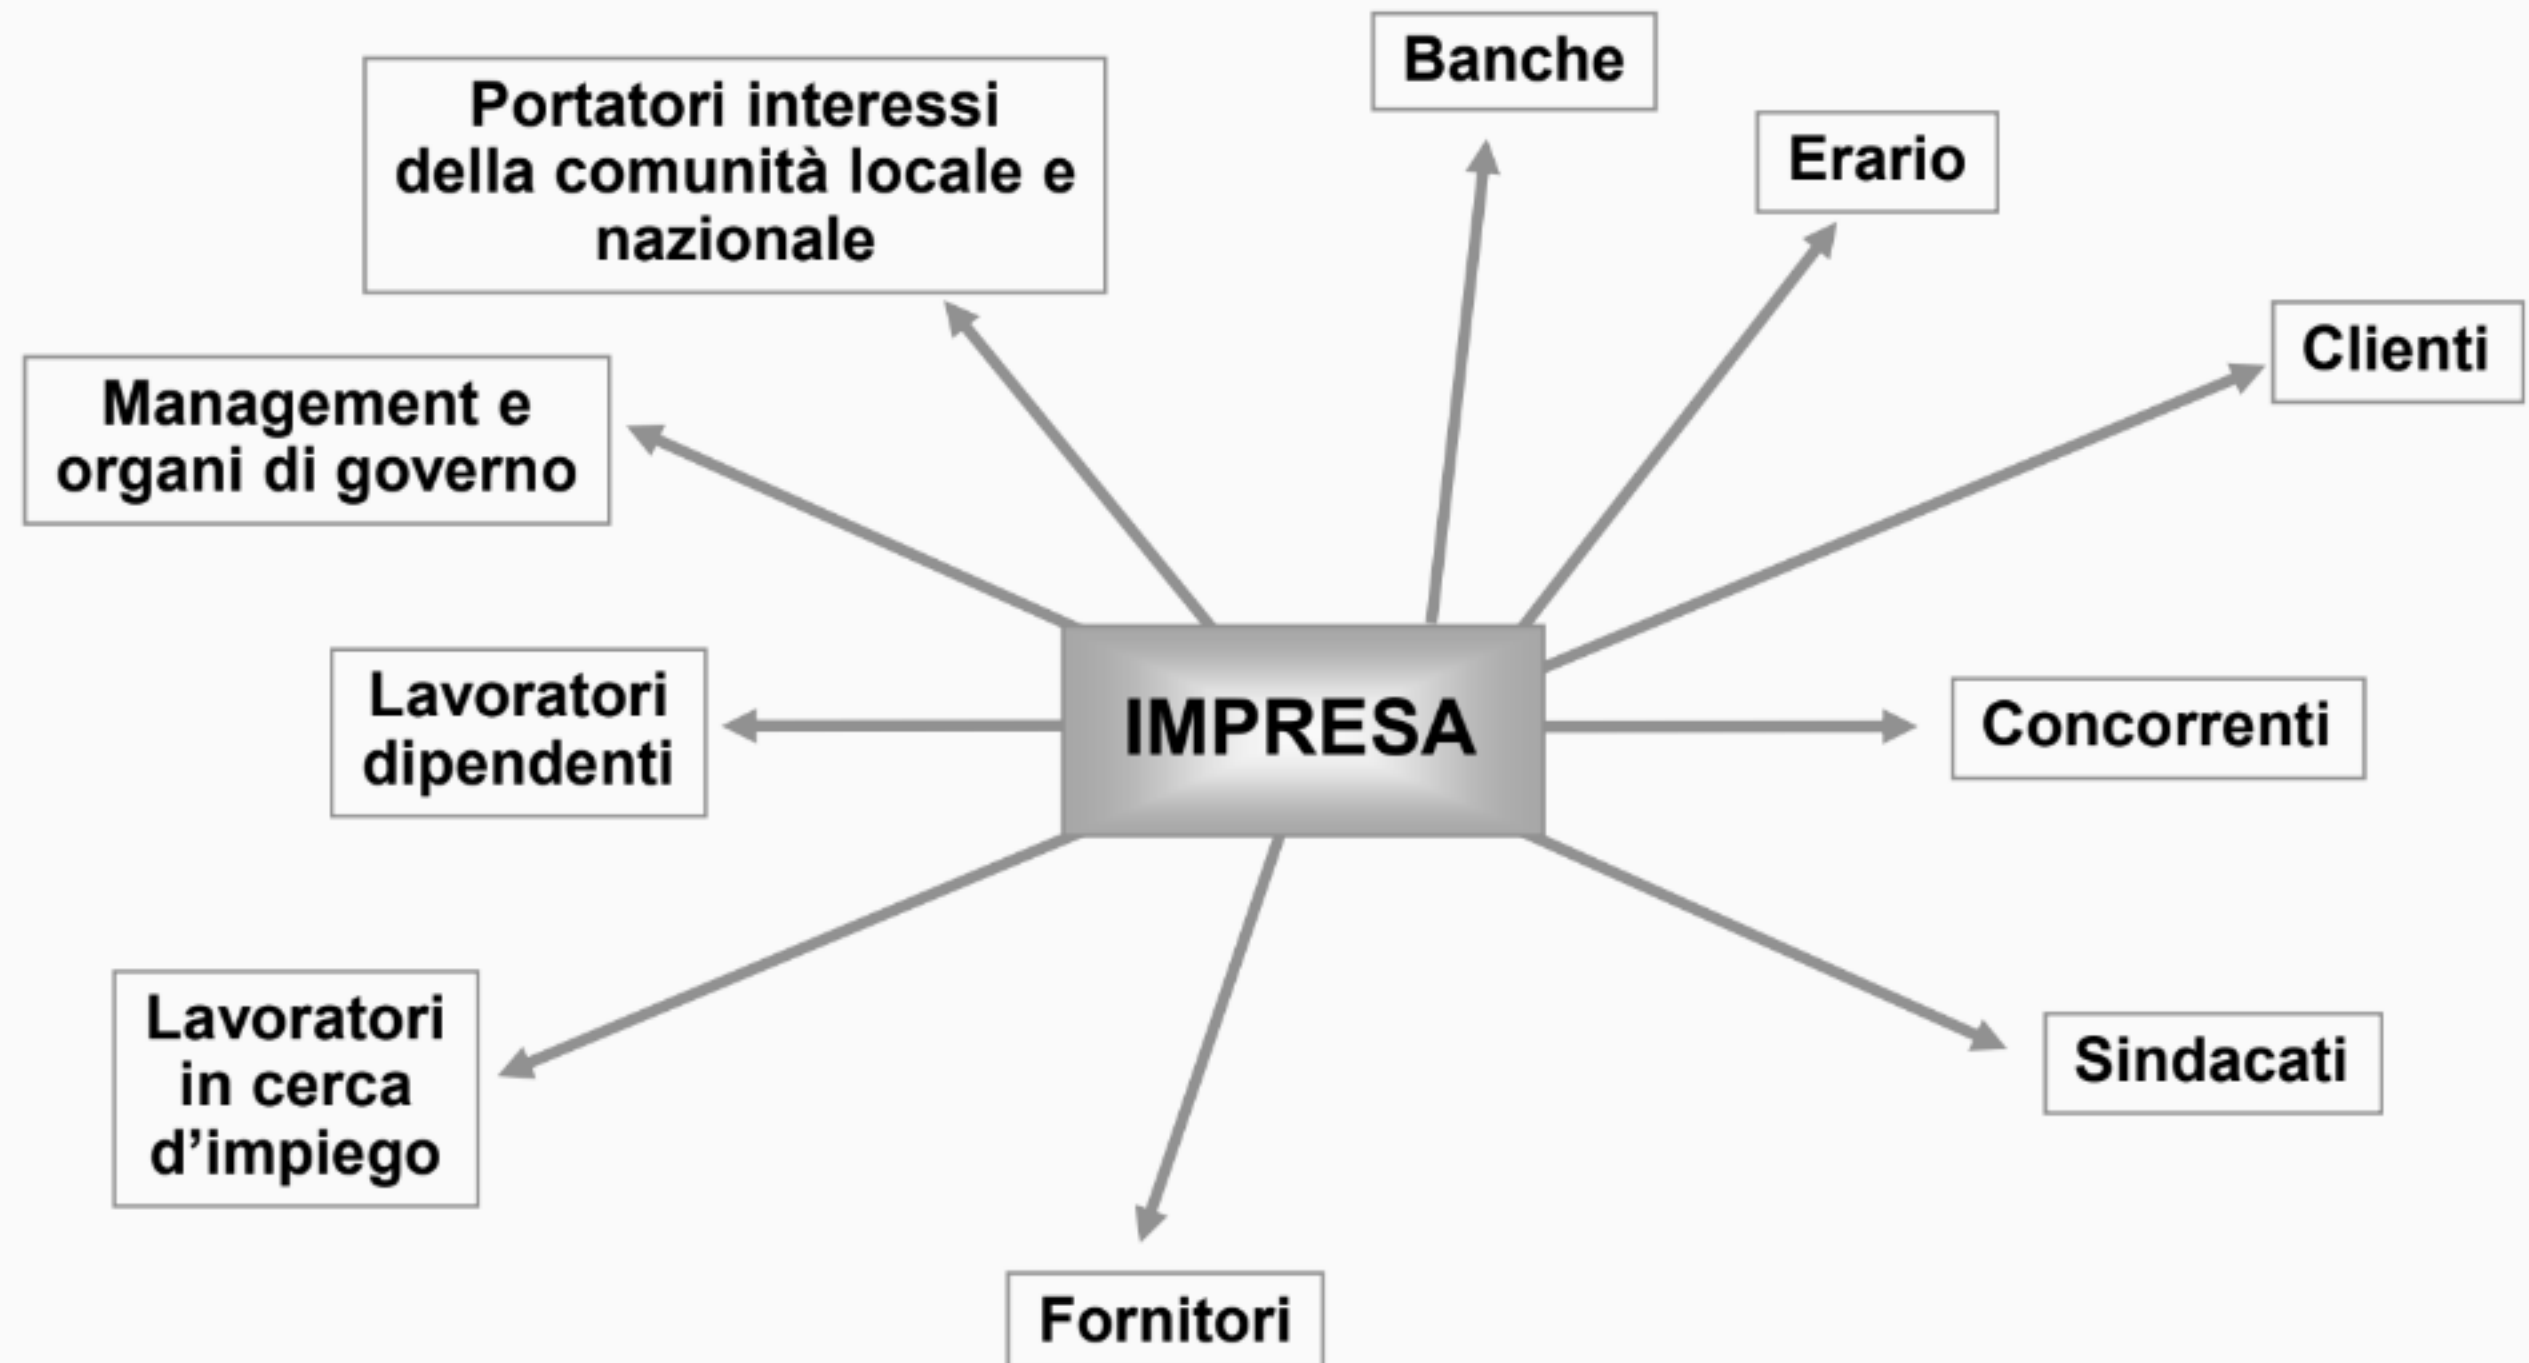 Banche
Portatori interessi
della comunità locale e
nazionale
Erario
Clienti
Management e
organi di governo
Lavoratori
dipendenti
IMPRESA
Concorrenti
Lavoratori
in cerca
d’impiego
Sindacati
Fornitori